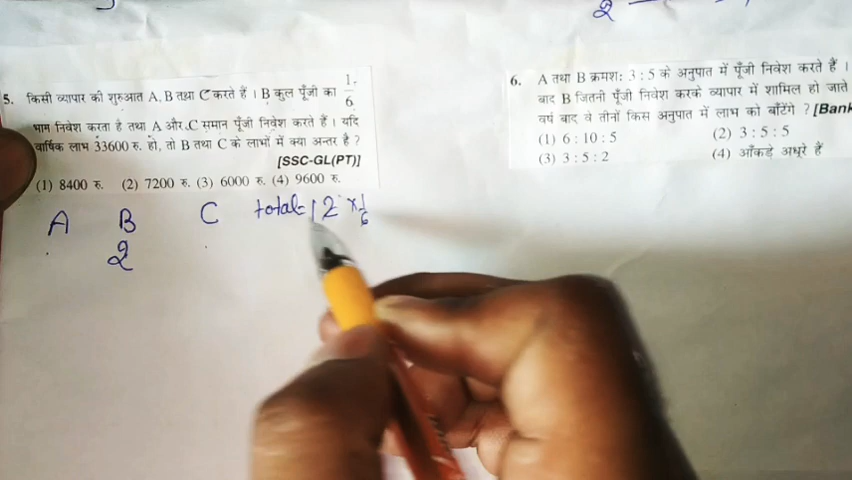 5. किसी व्यापार की शुरुआत A, B तथा C करते हैं । B कुल पूँजी का 1/6
भाग निवेश करता है तथा A और C समान पूँजी निवेश करते हैं । यदि
वार्षिक लाभ 33600 रु. हो, तो B तथा C के लाभों में क्या अन्तर है ?
[SSC-GL(PT)]
(1) 8400 रु. (2) 7200 रु. (3) 6000 रु. (4) 9600 रु.
A B C total=12 × 1/6
2
6. A तथा B क्रमश: 3 : 5 के अनुपात में पूँजी निवेश करते हैं ।
बाद B जितनी पूँजी निवेश करके व्यापार में शामिल हो जाते
वर्ष बाद वे तीनों किस अनुपात में लाभ को बाँटेंगे ? [Bank
(1) 6 : 10 : 5 (2) 3 : 5 : 5
(3) 3 : 5 : 2 (4) आँकड़े अधूरे हैं